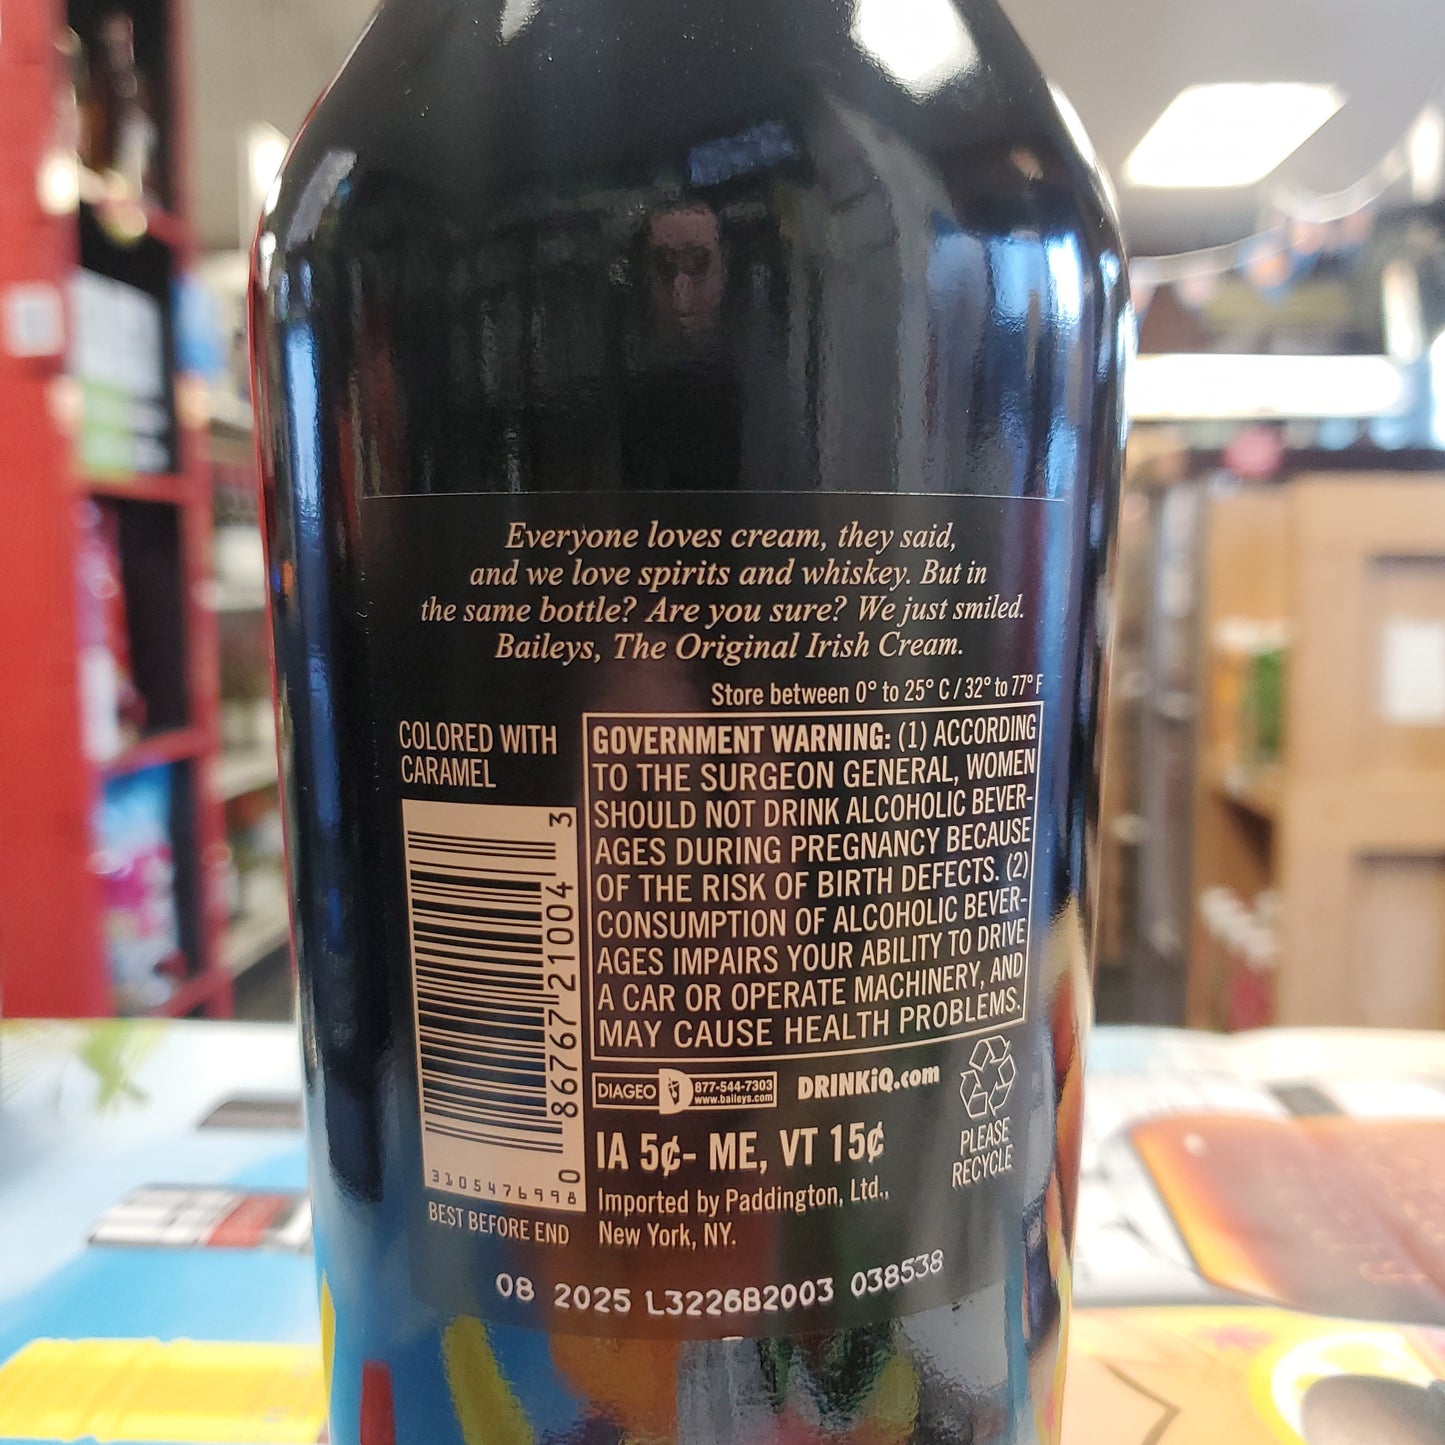 Everyone loves cream, they said,
and we love spirits and whiskey. But in
the same bottle? Are you sure? We just smiled.
Baileys, The Original Irish Cream.
Store between 0° to 25° C / 32° to 77° F
COLORED WITH
CARAMEL
GOVERNMENT WARNING: (1) ACCORDING
TO THE SURGEON GENERAL, WOMEN
SHOULD NOT DRINK ALCOHOLIC BEVER-
AGES DURING PREGNANCY BECAUSE
OF THE RISK OF BIRTH DEFECTS. (2)
CONSUMPTION OF ALCOHOLIC BEVER-
AGES IMPAIRS YOUR ABILITY TO DRIVE
A CAR OR OPERATE MACHINERY, AND
MAY CAUSE HEALTH PROBLEMS.
0 86767 21004 3
3105476998
BEST BEFORE END
DIAGEO
877-544-7303
www.baileys.com
DRINKiQ.com
IA 5¢- ME, VT 15¢
Imported by Paddington, Ltd.,
New York, NY.
PLEASE
RECYCLE
08 2025 L3226B2003 038538